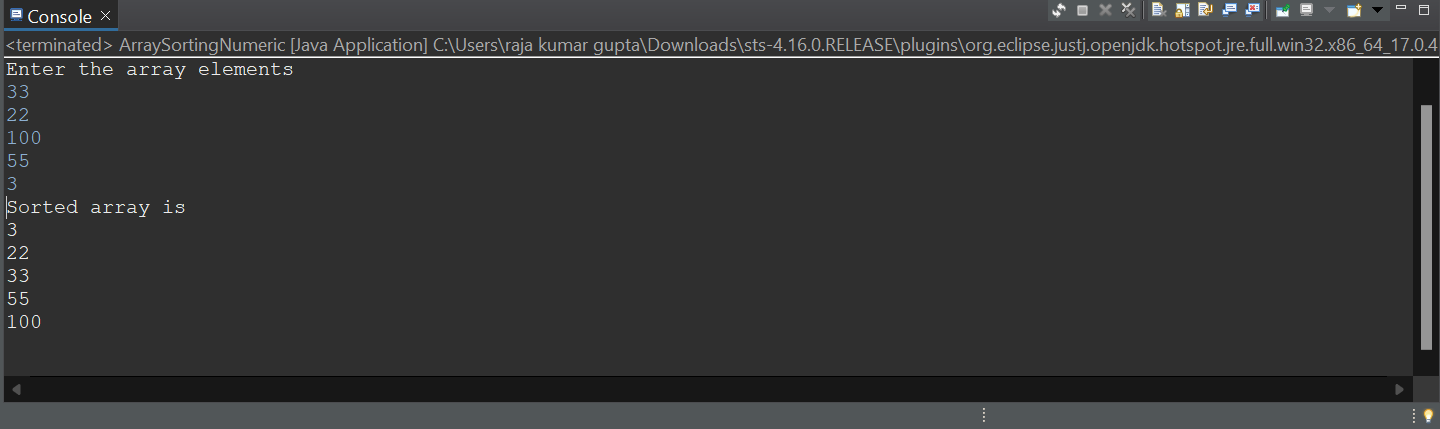 Console
<terminated> ArraySortingNumeric [Java Application] C:\Users\raja kumar gupta\Downloads\sts-4.16.0.RELEASE\plugins\org.eclipse.justj.openjdk.hotspot.jre.full.win32.x86_64_17.0.4
Enter the array elements
33
22
100
55
3
Sorted array is
3
22
33
55
100